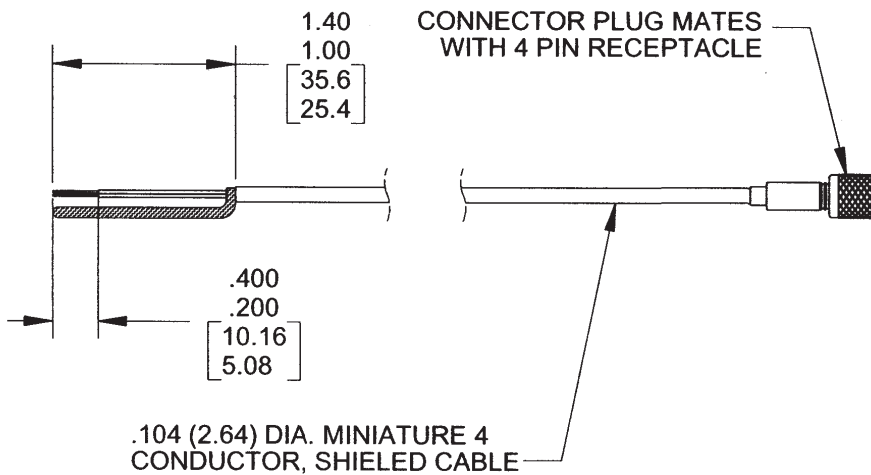 1.40
1.00
35.6
25.4
CONNECTOR PLUG MATES
WITH 4 PIN RECEPTACLE
.400
.200
10.16
5.08
.104 (2.64) DIA. MINIATURE 4
CONDUCTOR, SHIELED CABLE